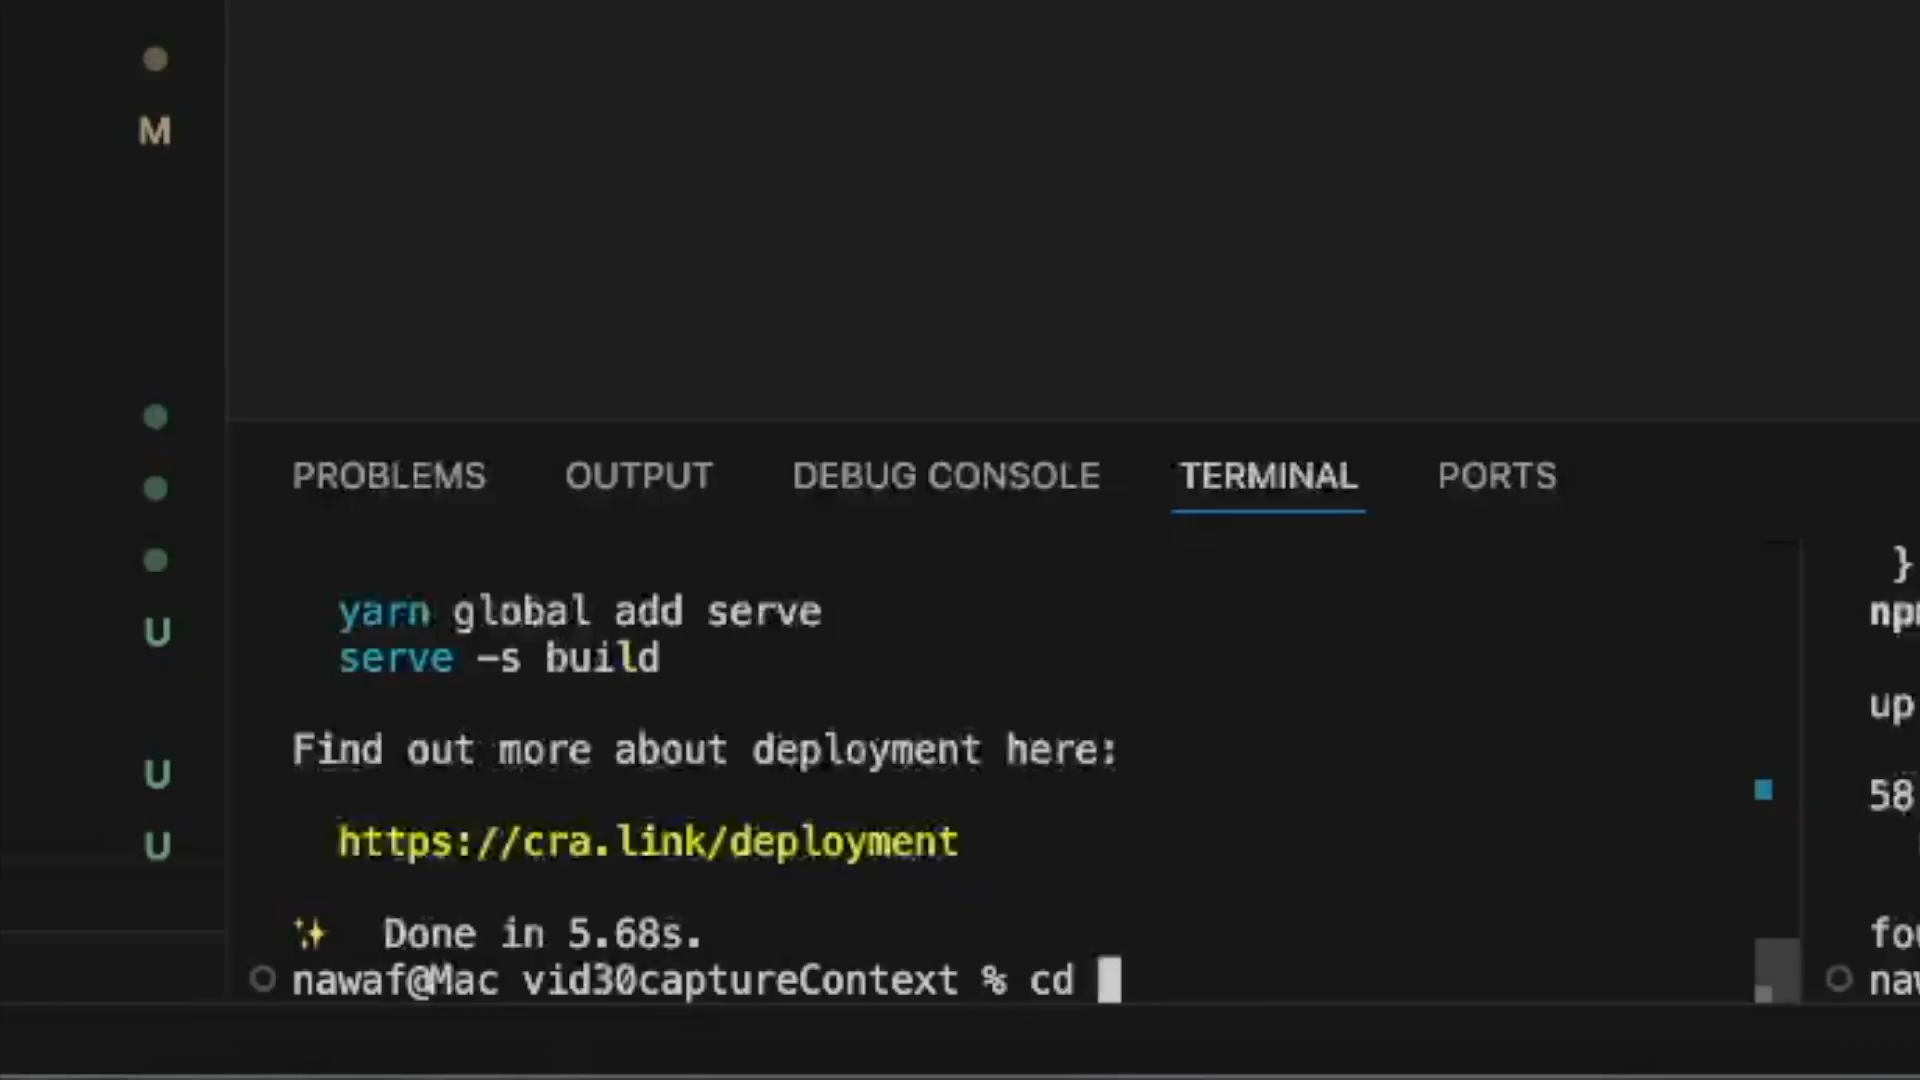 M
U
U
U
PROBLEMS OUTPUT DEBUG CONSOLE TERMINAL PORTS
yarn global add serve
serve -s build
Find out more about deployment here:
https://cra.link/deployment
✨ Done in 5.68s.
nawaf@Mac vid30captureContext % cd
}
up
58